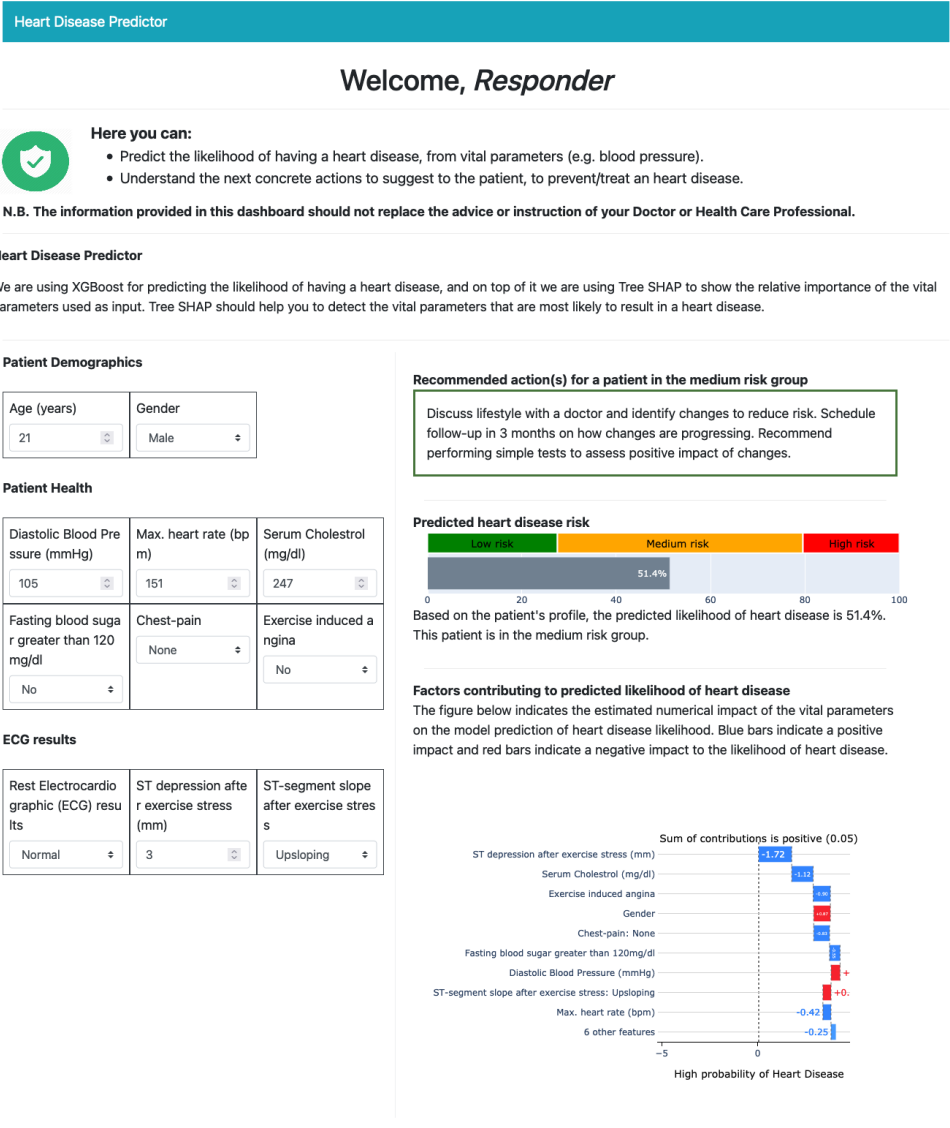 Heart Disease Predictor
Welcome, Responder
Here you can:
Predict the likelihood of having a heart disease, from vital parameters (e.g. blood pressure).
Understand the next concrete actions to suggest to the patient, to prevent/treat an heart disease.
N.B. The information provided in this dashboard should not replace the advice or instruction of your Doctor or Health Care Professional.
eart Disease Predictor
e are using XGBoost for predicting the likelihood of having a heart disease, and on top of it we are using Tree SHAP to show the relative importance of the vital
arameters used as input. Tree SHAP should help you to detect the vital parameters that are most likely to result in a heart disease.
Patient Demographics
Age (years)
Gender
21
Male
Patient Health
Diastolic Blood Pre
ssure (mmHg)
Max. heart rate (bp
m)
Serum Cholestrol
(mg/dl)
105
151
247
Fasting blood suga
r greater than 120
mg/dl
Chest-pain
Exercise induced a
ngina
No
None
No
ECG results
Rest Electrocardio
graphic (ECG) resu
lts
ST depression afte
r exercise stress
(mm)
ST-segment slope
after exercise stres
s
Normal
3
Upsloping
Recommended action(s) for a patient in the medium risk group
Discuss lifestyle with a doctor and identify changes to reduce risk. Schedule
follow-up in 3 months on how changes are progressing. Recommend
performing simple tests to assess positive impact of changes.
Predicted heart disease risk
Low risk Medium risk High risk
51.4%
0 20 40 60 80 100
Based on the patient's profile, the predicted likelihood of heart disease is 51.4%.
This patient is in the medium risk group.
Factors contributing to predicted likelihood of heart disease
The figure below indicates the estimated numerical impact of the vital parameters
on the model prediction of heart disease likelihood. Blue bars indicate a positive
impact and red bars indicate a negative impact to the likelihood of heart disease.
Sum of contributions is positive (0.05)
ST depression after exercise stress (mm) -1.72
Serum Cholestrol (mg/dl) -1.12
Exercise induced angina
Gender
Chest-pain: None
Fasting blood sugar greater than 120mg/dl
Diastolic Blood Pressure (mmHg) +
ST-segment slope after exercise stress: Upsloping +0.
Max. heart rate (bpm) -0.42
6 other features -0.25
−5 0
High probability of Heart Disease